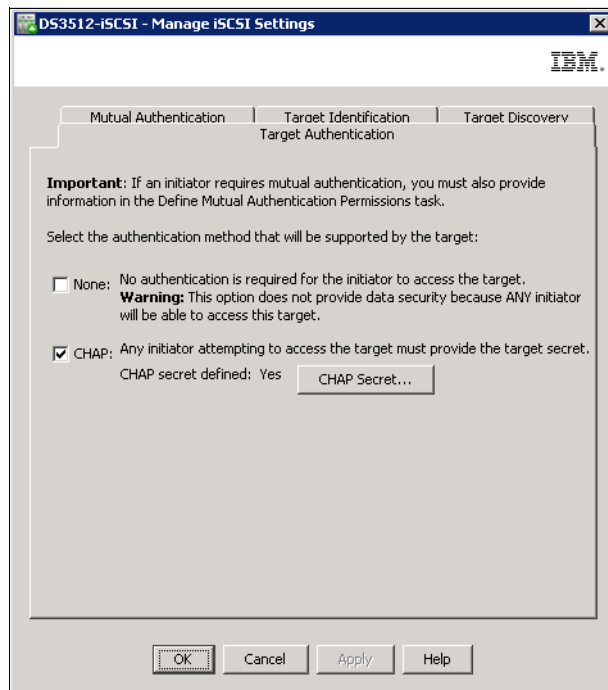 DS3512-iSCSI - Manage iSCSI Settings
IBM.
Mutual Authentication
Target Identification
Target Discovery
Target Authentication
Important: If an initiator requires mutual authentication, you must also provide
information in the Define Mutual Authentication Permissions task.
Select the authentication method that will be supported by the target:
None: No authentication is required for the initiator to access the target.
Warning: This option does not provide data security because ANY initiator
will be able to access this target.
CHAP: Any initiator attempting to access the target must provide the target secret.
CHAP secret defined: Yes
CHAP Secret...
OK
Cancel
Apply
Help